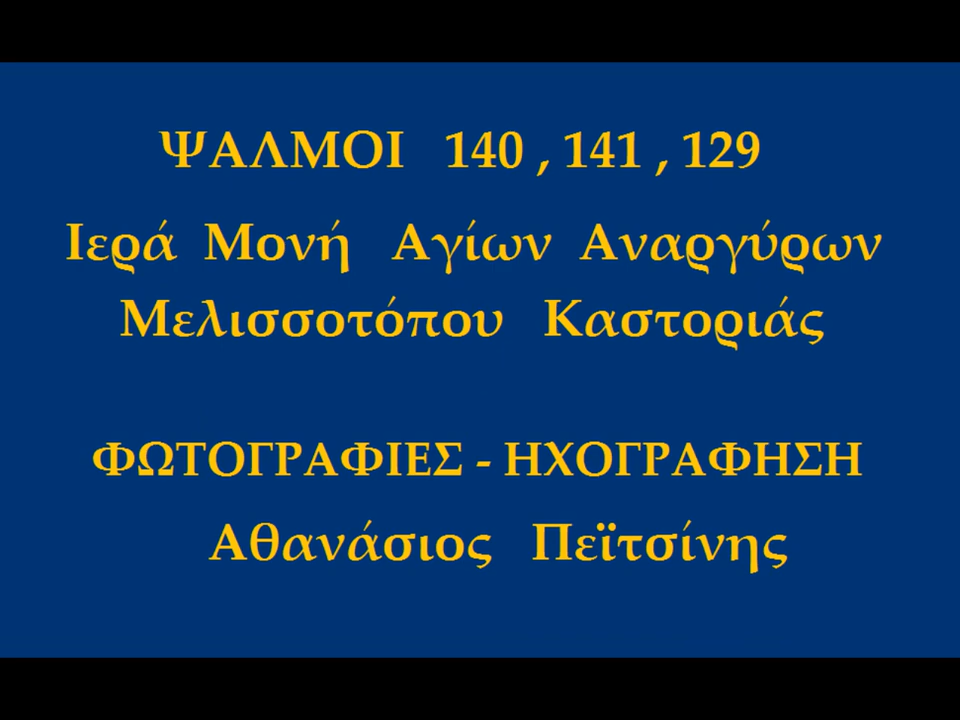 ΨΑΛΜΟΙ 140 , 141 , 129
Ιερά Μονή Αγίων Αναργύρων
Μελισσοτόπου Καστοριάς
ΦΩΤΟΓΡΑΦΙΕΣ - ΗΧΟΓΡΑΦΗΣΗ
Αθανάσιος Πεϊτσίνης